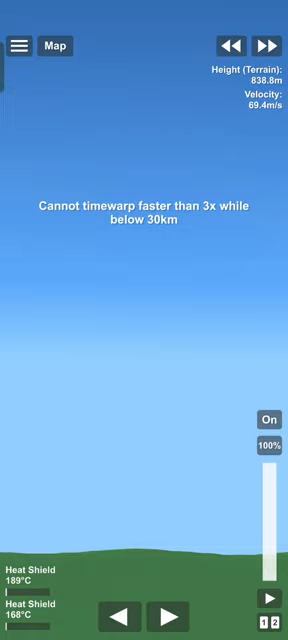 Map
Height (Terrain):
838.8m
Velocity:
69.4m/s
Cannot timewarp faster than 3x while
below 30km
On
100%
Heat Shield
189°C
Heat Shield
168°C
1 2